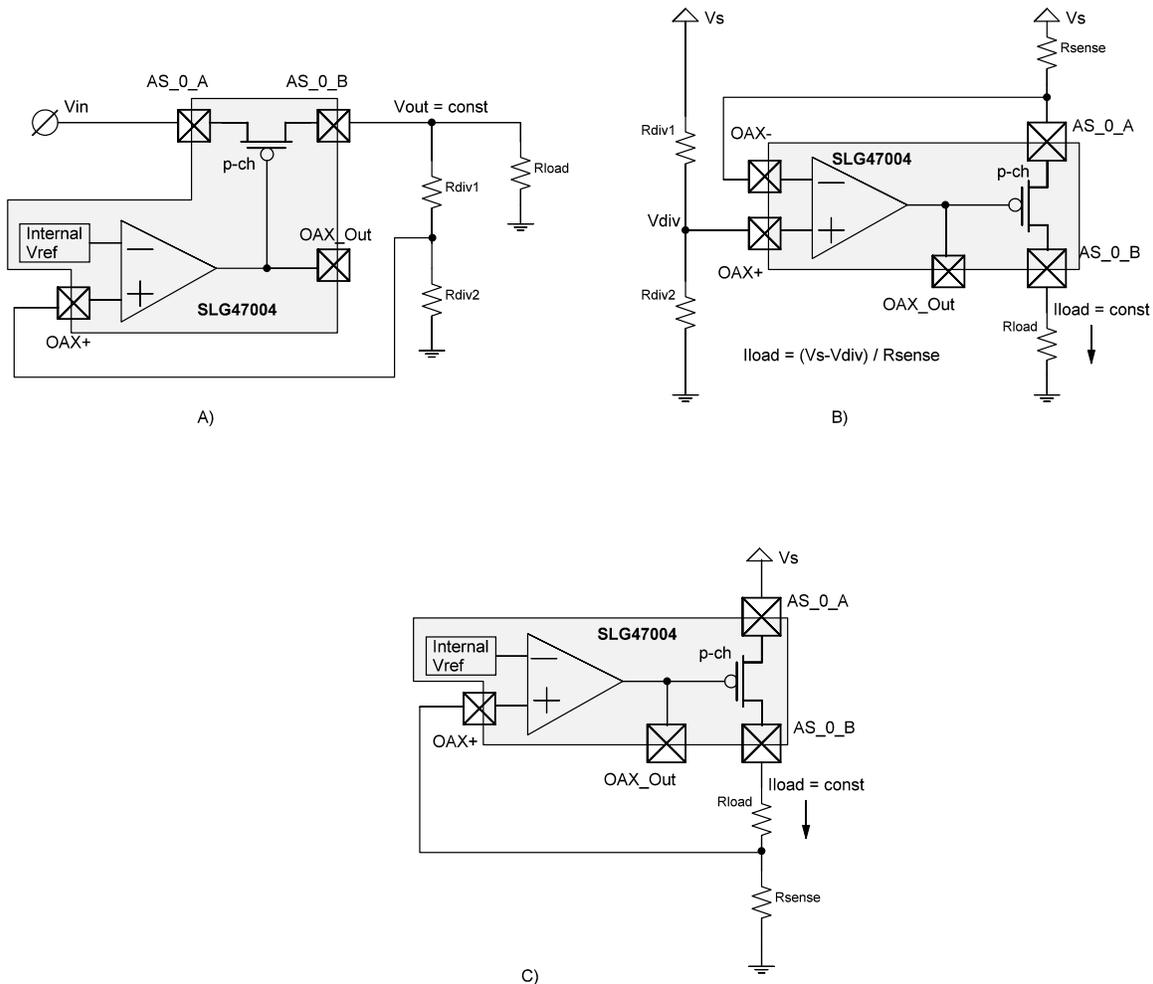 AS_0_A
AS_0_B
Vin
Vout = const
p-ch
Rdiv1
Rload
Internal
Vref
OAX_Out
Rdiv2
SLG47004
OAX+
A)
Vs
Vs
Rsense
Rdiv1
OAX-
AS_0_A
SLG47004
p-ch
Vdiv
OAX+
AS_0_B
Rdiv2
OAX_Out
Iload = const
Rload
Iload = (Vs-Vdiv) / Rsense
B)
Vs
AS_0_A
SLG47004
Internal
Vref
p-ch
OAX+
AS_0_B
OAX_Out
Iload = const
Rload
Rsense
C)